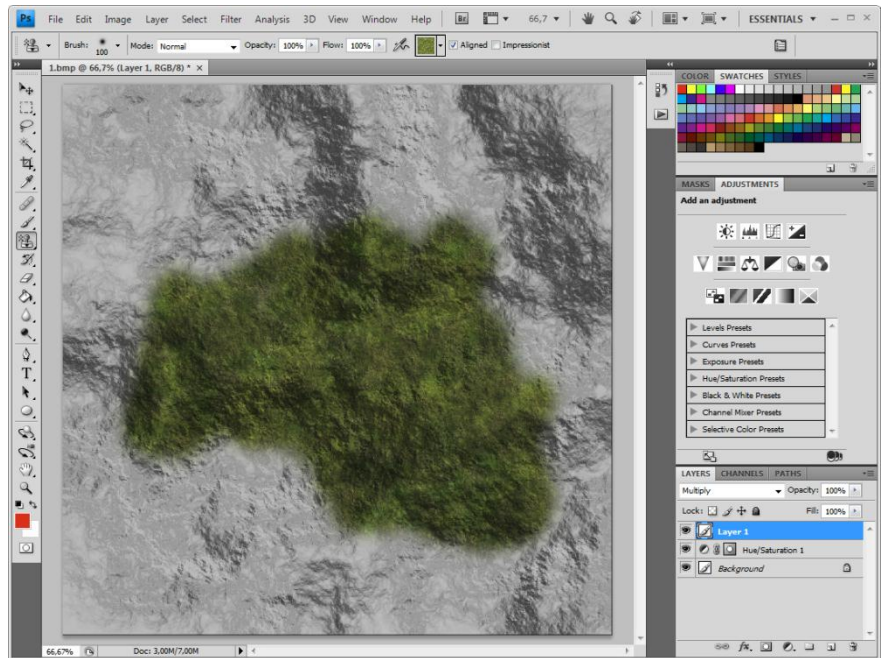 Ps File Edit Image Layer Select Filter Analysis 3D View Window Help Br 66,7 ESSENTIALS
Brush: 100 Mode: Normal Opacity: 100% Flow: 100% Aligned Impressionist
1.bmp @ 66,7% (Layer 1, RGB/8) * ×
COLOR SWATCHES STYLES
MASKS ADJUSTMENTS
Add an adjustment
Levels Presets
Curves Presets
Exposure Presets
Hue/Saturation Presets
Black & White Presets
Channel Mixer Presets
Selective Color Presets
LAYERS CHANNELS PATHS
Multiply Opacity: 100%
Lock: Fill: 100%
Layer 1
Hue/Saturation 1
Background
66,67% Doc: 3,00M/7,00M